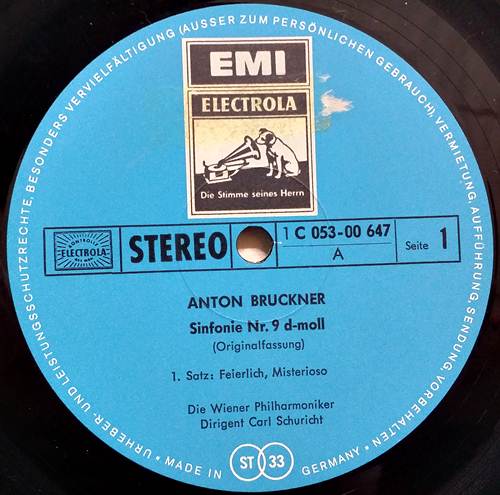 URHEBER- UND LEISTUNGSSCHUTZRECHTE, BESONDERS VERVIELFÄLTIGUNG (AUSSER ZUM PERSÖNLICHEN GEBRAUCH), VERMIETUNG, AUFFÜHRUNG, SENDUNG, VORBEHALTEN • MADE IN GERMANY •
EMI
ELECTROLA
Die Stimme seines Herrn
ELECTROLA
STEREO
1 C 053-00 647
A
Seite 1
ANTON BRUCKNER
Sinfonie Nr. 9 d-moll
(Originalfassung)
1. Satz: Feierlich, Misterioso
Die Wiener Philharmoniker
Dirigent Carl Schuricht
ST 33